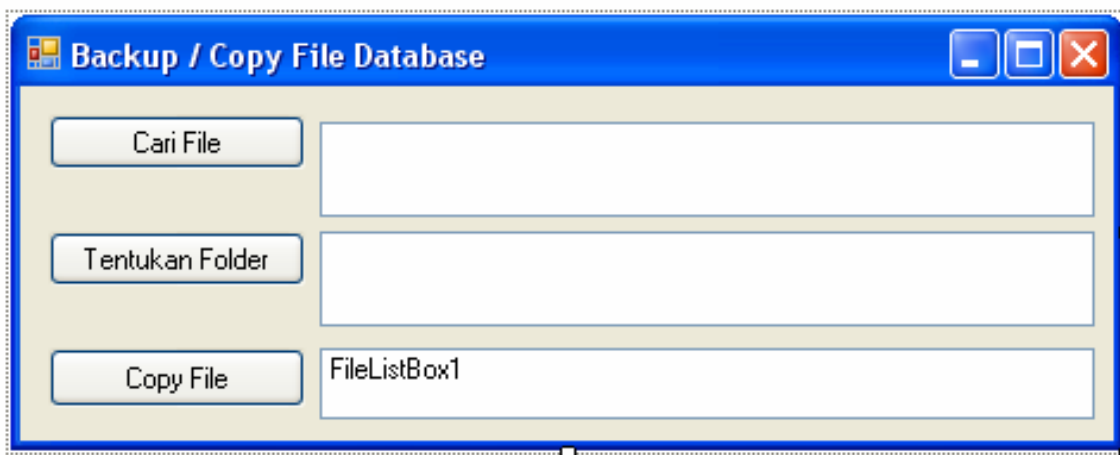 Backup / Copy File Database
Cari File
Tentukan Folder
Copy File
FileListBox1